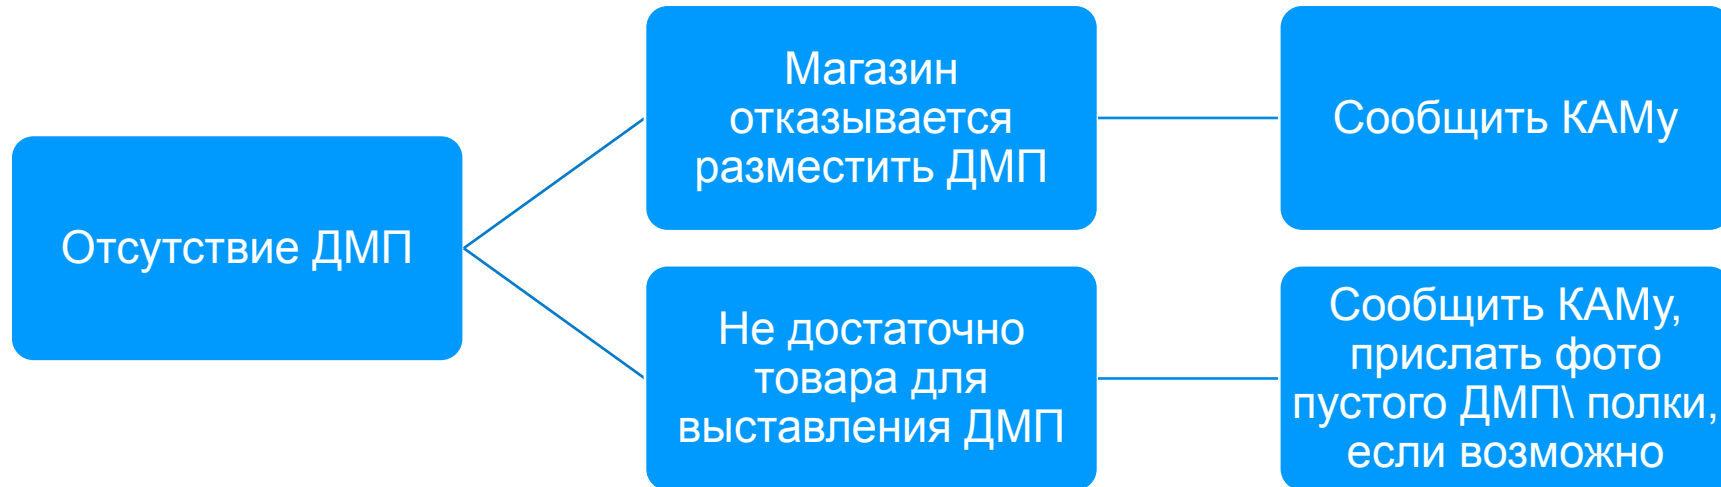 Отсутствие ДМП
Магазин
отказывается
разместить ДМП
Сообщить КАМу
Не достаточно
товара для
выставления ДМП
Сообщить КАМу,
прислать фото
пустого ДМП\ полки,
если возможно